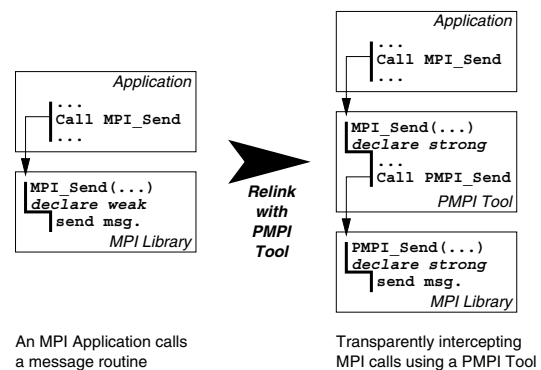 Application
...
Call MPI_Send
...
MPI_Send(...)
declare weak
send msg.
MPI Library
An MPI Application calls
a message routine
Relink
with
PMPI
Tool
Application
...
Call MPI_Send
...
MPI_Send(...)
declare strong
...
Call PMPI_Send
PMPI Tool
PMPI_Send(...)
declare strong
send msg.
MPI Library
Transparently intercepting
MPI calls using a PMPI Tool